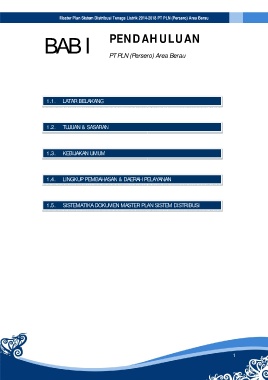 Master Plan Sistem Distribusi Tenaga Listrik 2014-2018 PT PLN (Persero) Area Berau
BAB I
PENDAHULUAN
PT PLN (Persero) Area Berau
1.1. LATAR BELAKANG
1.2. TUJUAN & SASARAN
1.3. KEBIJAKAN UMUM
1.4. LINGKUP PEMBAHASAN & DAERAH PELAYANAN
1.5. SISTEMATIKA DOKUMEN MASTER PLAN SISTEM DISTRIBUSI
1